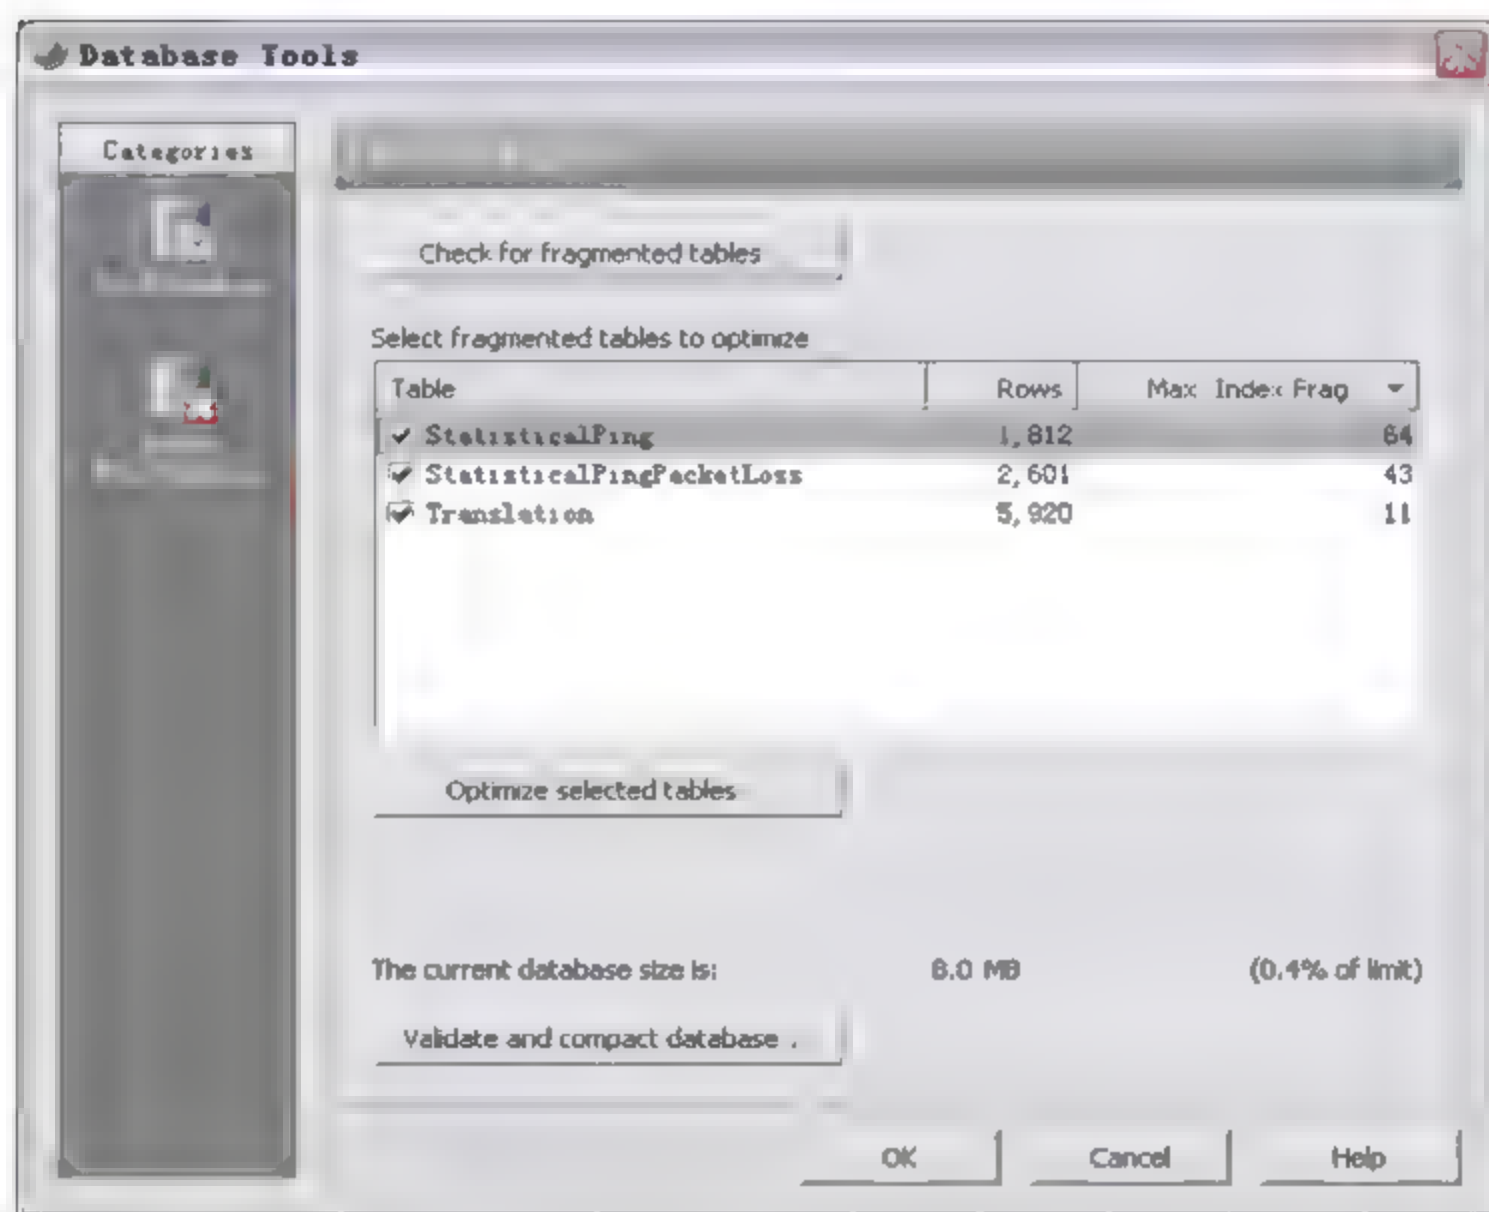 Database Tools
Categories
Check for fragmented tables
Select fragmented tables to optimize
Table Rows Max Index Frag
StatisticalPing 1,812 64
StatisticalPingPacketLoss 2,601 43
Translation 5,920 11
Optimize selected tables
The current database size is: 8.0 MB (0.4% of limit)
Validate and compact database
OK Cancel Help